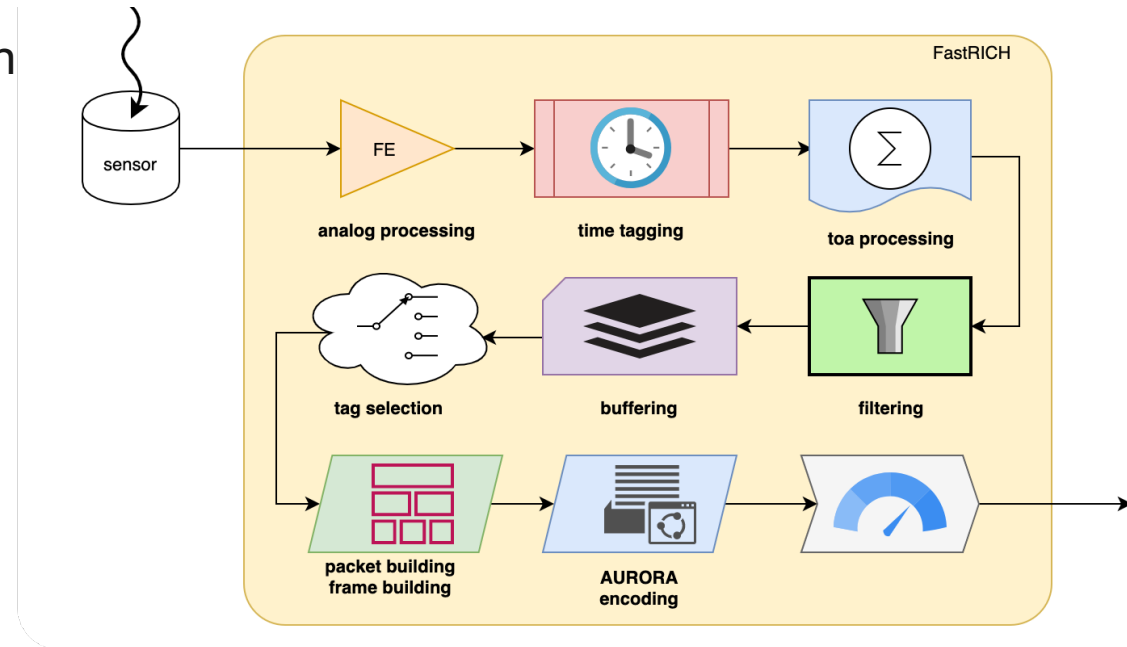 FastRICH
sensor
FE
Σ
analog processing
time tagging
toa processing
tag selection
buffering
filtering
packet building
frame building
AURORA
encoding